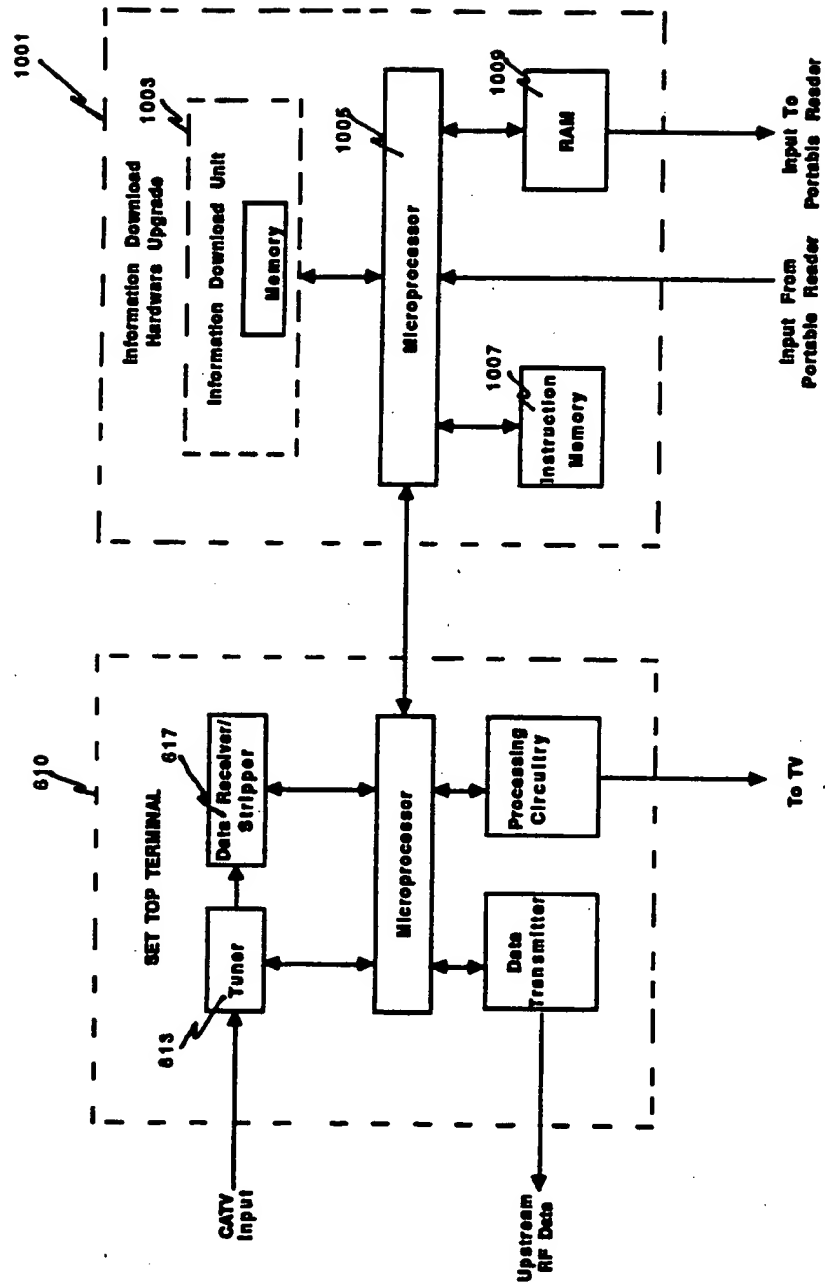 610
SET TOP TERMINAL
613
Tuner
617
Data Receiver/
Stripper
CATV
Input
Microprocessor
Data
Transmitter
Processing
Circuitry
Upstream
RF Data
To TV
1001
Information Download
Hardware Upgrade
1003
Information Download Unit
Memory
1005
Microprocessor
1007
Instruction
Memory
1009
RAM
Input From
Portable Reader
Input To
Portable Reader